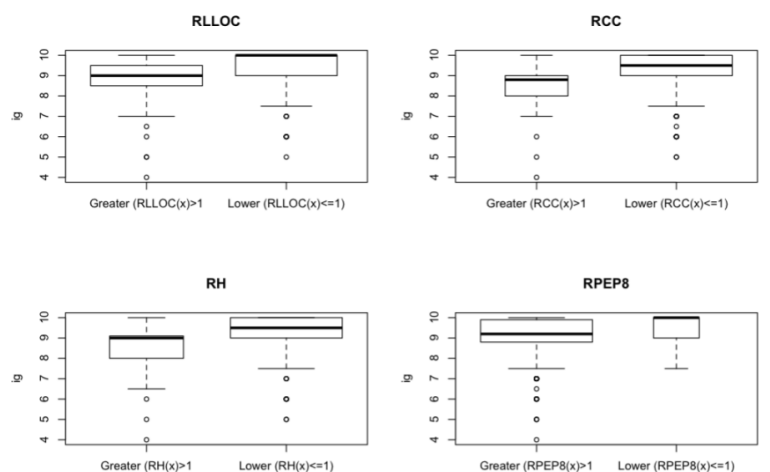 RLLOC
RCC
ig
4 5 6 7 8 9 10
ig
4 5 6 7 8 9 10
Greater (RLLOC(x)>1
Lower (RLLOC(x)<=1)
Greater (RCC(x)>1
Lower (RCC(x)<=1)
RH
RPEP8
ig
4 5 6 7 8 9 10
ig
4 5 6 7 8 9 10
Greater (RH(x)>1
Lower (RH(x)<=1)
Greater (RPEP8(x)>1
Lower (RPEP8(x)<=1)